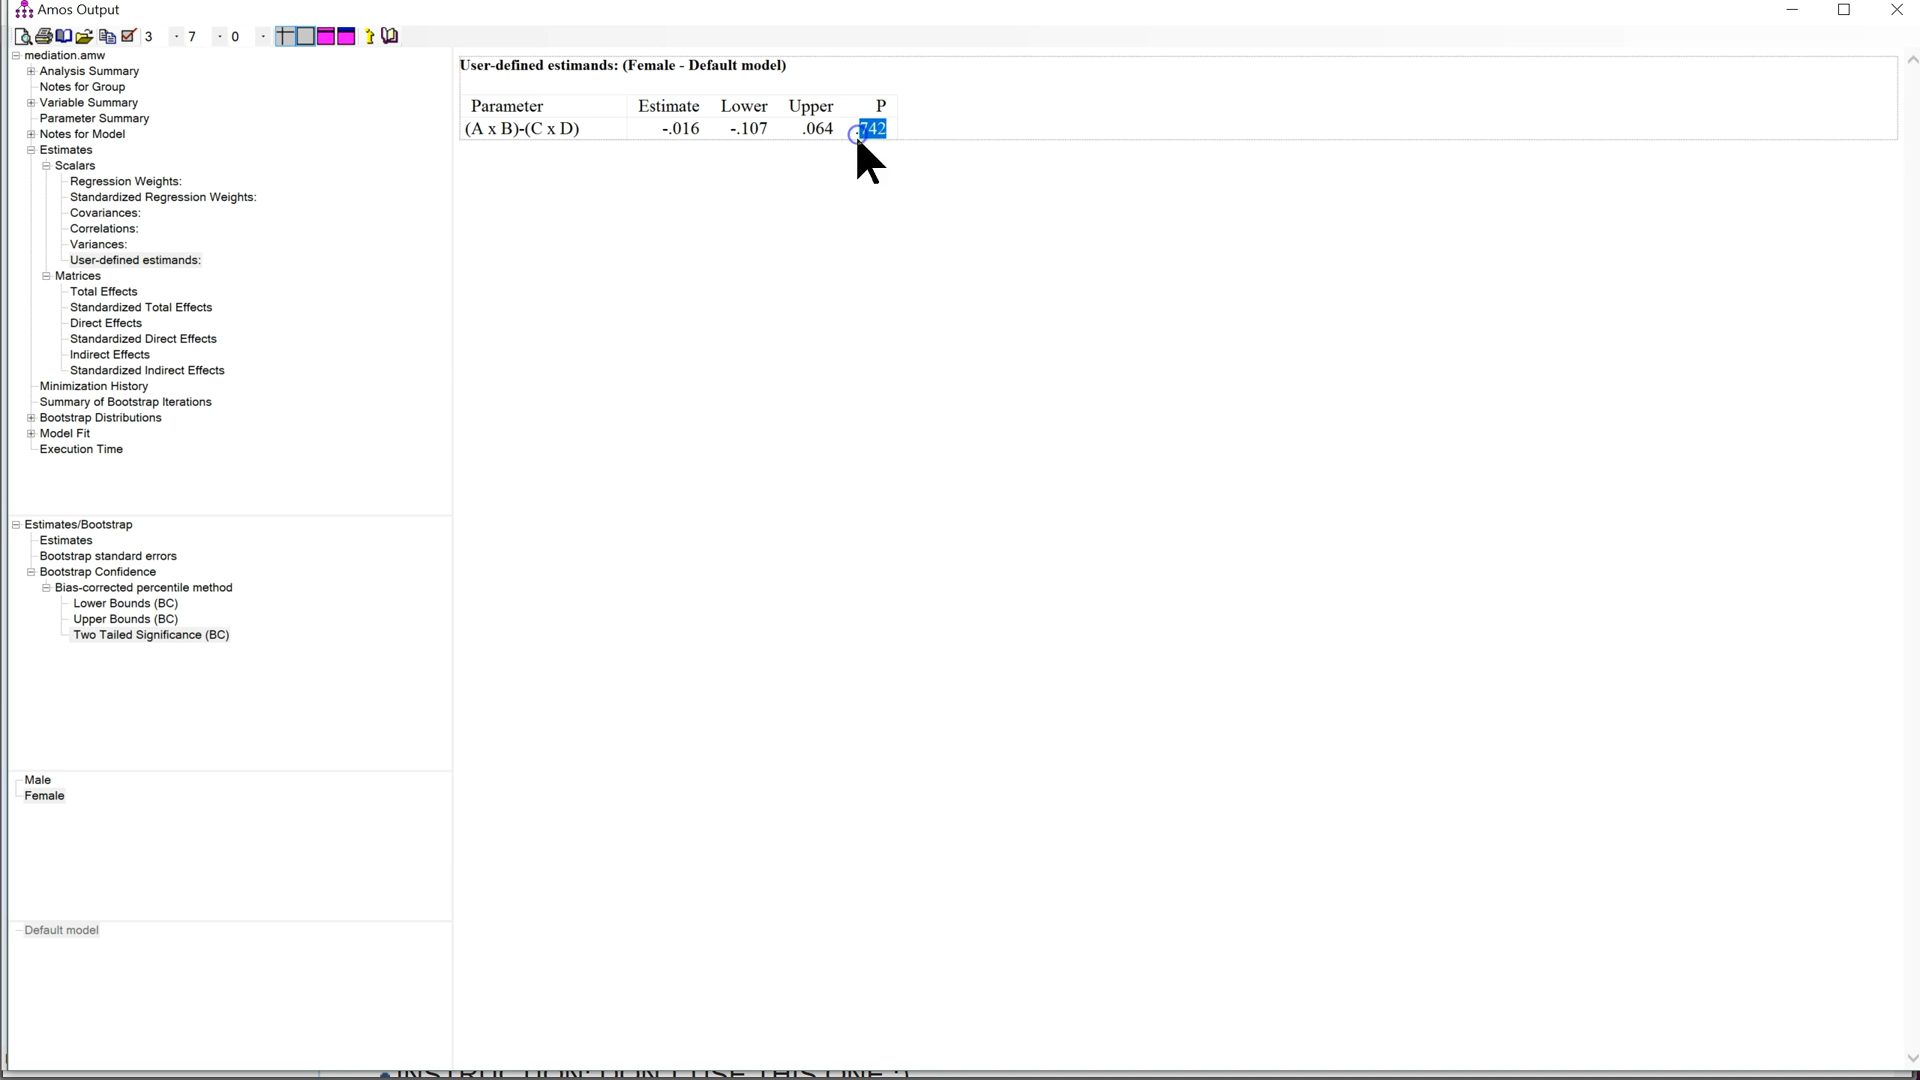 Amos Output
3 7 0
mediation.amw
Analysis Summary
Notes for Group
Variable Summary
Parameter Summary
Notes for Model
Estimates
Scalars
Regression Weights:
Standardized Regression Weights:
Covariances:
Correlations:
Variances:
User-defined estimands:
Matrices
Total Effects
Standardized Total Effects
Direct Effects
Standardized Direct Effects
Indirect Effects
Standardized Indirect Effects
Minimization History
Summary of Bootstrap Iterations
Bootstrap Distributions
Model Fit
Execution Time
Estimates/Bootstrap
Estimates
Bootstrap standard errors
Bootstrap Confidence
Bias-corrected percentile method
Lower Bounds (BC)
Upper Bounds (BC)
Two Tailed Significance (BC)
Male
Female
Default model
User-defined estimands: (Female - Default model)
Parameter Estimate Lower Upper P
(A x B)-(C x D) -.016 -.107 .064 .742